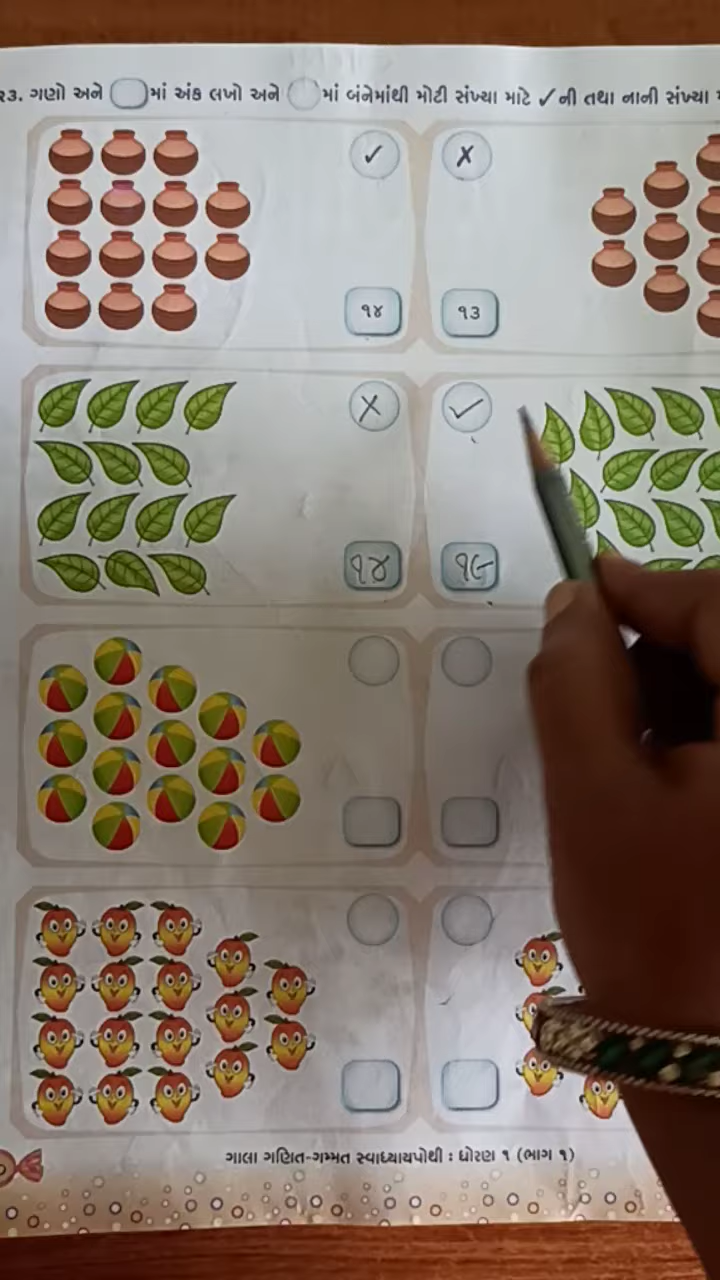 ૨૩. ગણો અને માં અંક લખો અને માં બંનેમાંથી મોટી સંખ્યા માટે ✓ની તથા નાની સંખ્યા
✓ ✗
૧૪ ૧૩
✗ ✓
૧૪ ૧૯
ગાલા ગણિત-ગમ્મત સ્વાધ્યાયપોથી : ધોરણ ૧ (ભાગ ૧)